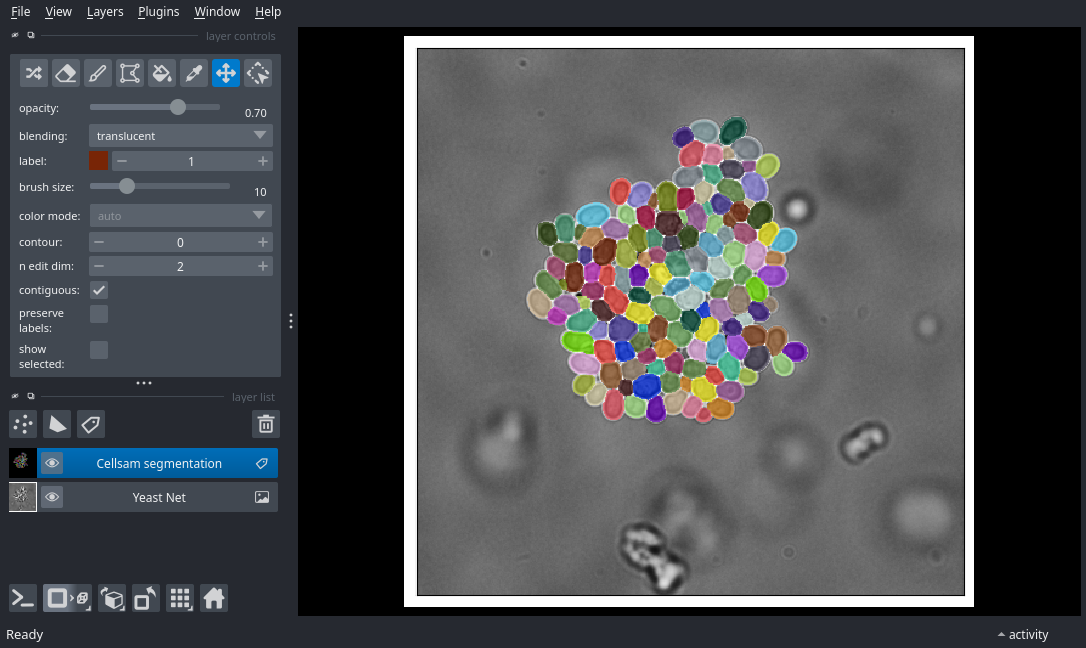 File View Layers Plugins Window Help
layer controls
opacity: 0.70
blending: translucent
label: 1
brush size: 10
color mode: auto
contour: 0
n edit dim: 2
contiguous:
preserve
labels:
show
selected:
layer list
Cellsam segmentation
Yeast Net
Ready
activity